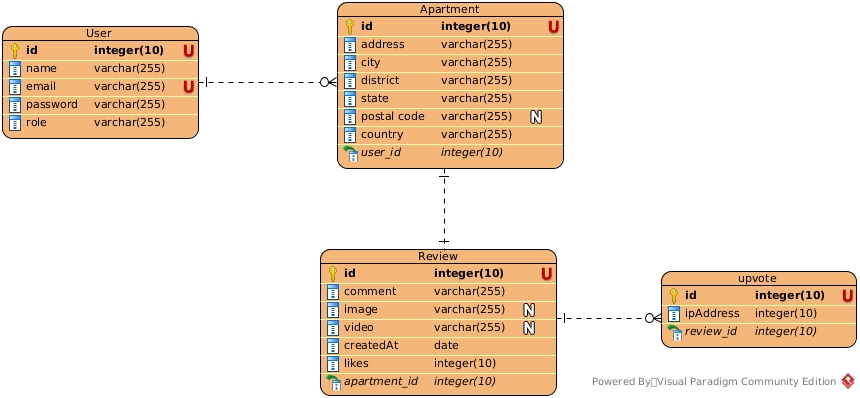 User
id integer(10) U
name varchar(255)
email varchar(255) U
password varchar(255)
role varchar(255)
Apartment
id integer(10) U
address varchar(255)
city varchar(255)
district varchar(255)
state varchar(255)
postal code varchar(255) N
country varchar(255)
user_id integer(10)
Review
id integer(10) U
comment varchar(255)
image varchar(255) N
video varchar(255) N
createdAt date
likes integer(10)
apartment_id integer(10)
upvote
id integer(10) U
ipAddress integer(10)
review_id integer(10)
Powered By Visual Paradigm Community Edition